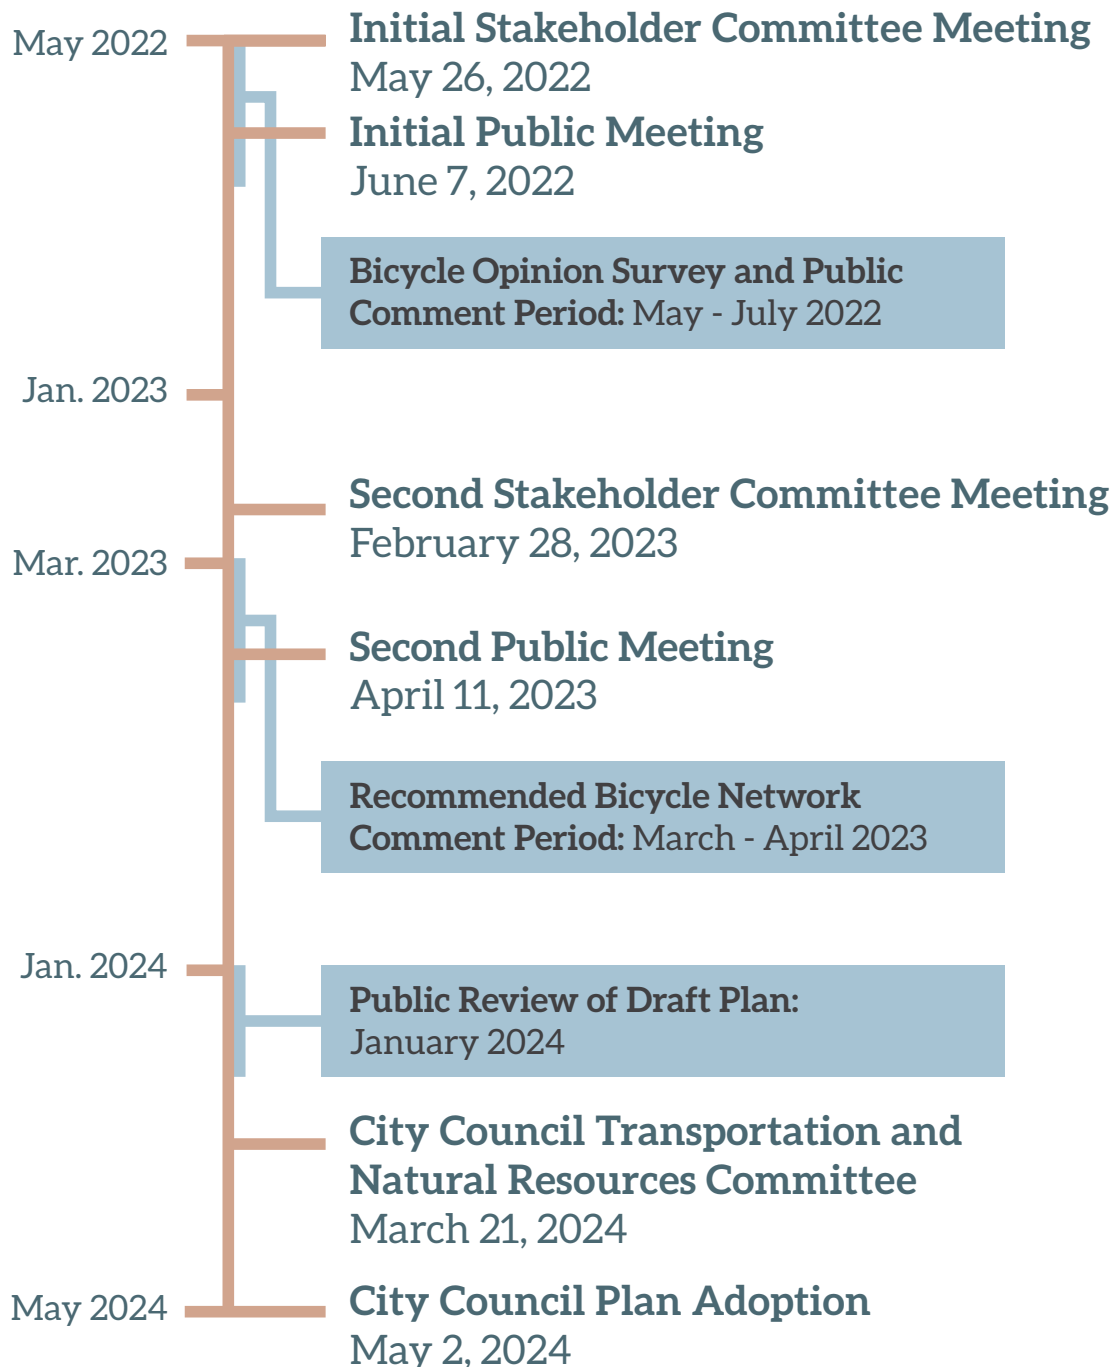 May 2022
Initial Stakeholder Committee Meeting
May 26, 2022
Initial Public Meeting
June 7, 2022
Bicycle Opinion Survey and Public
Comment Period: May - July 2022
Jan. 2023
Second Stakeholder Committee Meeting
February 28, 2023
Mar. 2023
Second Public Meeting
April 11, 2023
Recommended Bicycle Network
Comment Period: March - April 2023
Jan. 2024
Public Review of Draft Plan:
January 2024
City Council Transportation and
Natural Resources Committee
March 21, 2024
May 2024
City Council Plan Adoption
May 2, 2024